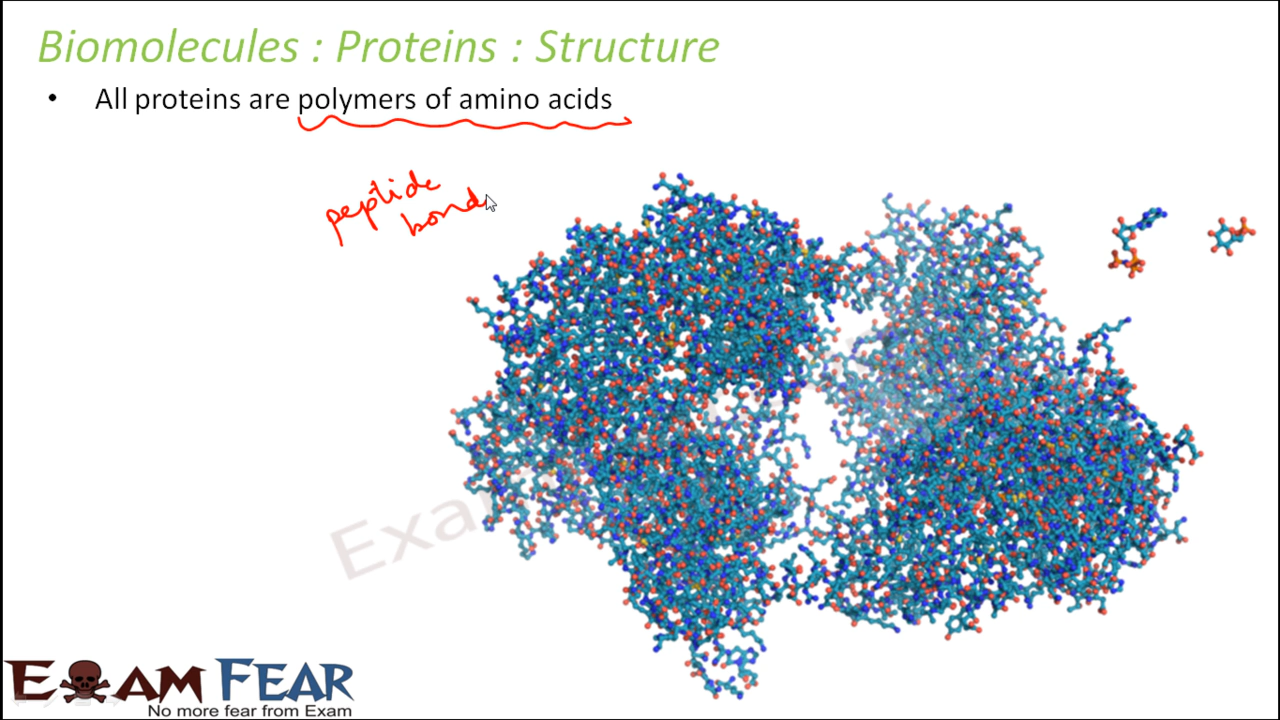 Biomolecules : Proteins : Structure
• All proteins are polymers of amino acids
peptide
bond
Exam
EXAM FEAR
No more fear from Exam